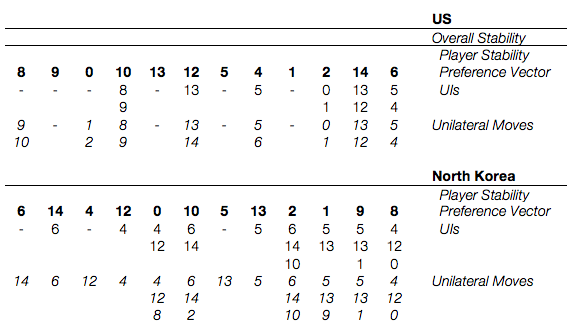 US
Overall Stability
Player Stability
8 9 0 10 13 12 5 4 1 2 14 6 Preference Vector
- - - 8 - 13 - 5 - 0 13 5 UIs
9 1 12 4
9 - 1 8 - 13 - 5 - 0 13 5 Unilateral Moves
10 2 9 14 6 1 12 4
North Korea
Player Stability
6 14 4 12 0 10 5 13 2 1 9 8 Preference Vector
- 6 - 4 4 6 - 5 6 5 5 4 UIs
12 14 14 13 13 12
10 1 0
14 6 12 4 4 6 13 5 6 5 5 4 Unilateral Moves
12 14 14 13 13 12
8 2 10 9 1 0